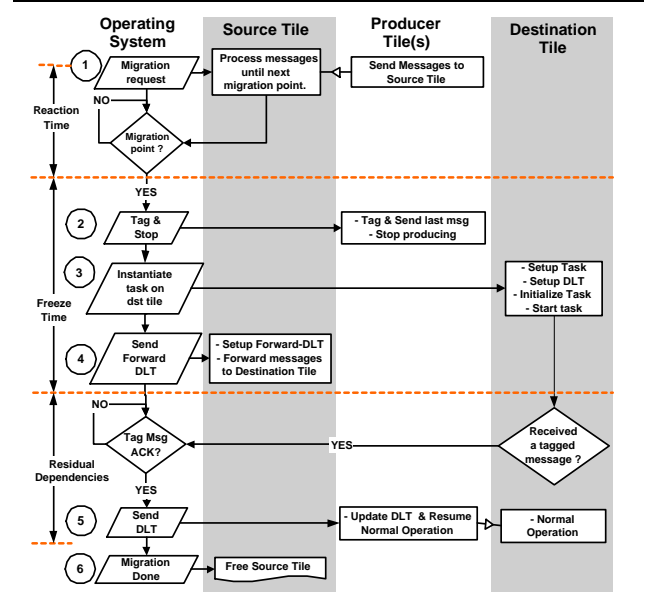 Operating
System
Source Tile
Producer
Tile(s)
Destination
Tile
1
Migration
request
Process messages
until next
migration point.
Send Messages to
Source Tile
NO
Reaction
Time
Migration
point ?
YES
2
Tag &
Stop
- Tag & Send last msg
- Stop producing
3
Instantiate
task on
dst tile
- Setup Task
- Setup DLT
- Initialize Task
- Start task
Freeze
Time
4
Send
Forward
DLT
- Setup Forward-DLT
- Forward messages
to Destination Tile
NO
Tag Msg
ACK?
YES
Received
a tagged
message ?
Residual
Dependencies
YES
5
Send
DLT
- Update DLT & Resume
Normal Operation
- Normal
Operation
6
Migration
Done
Free Source Tile